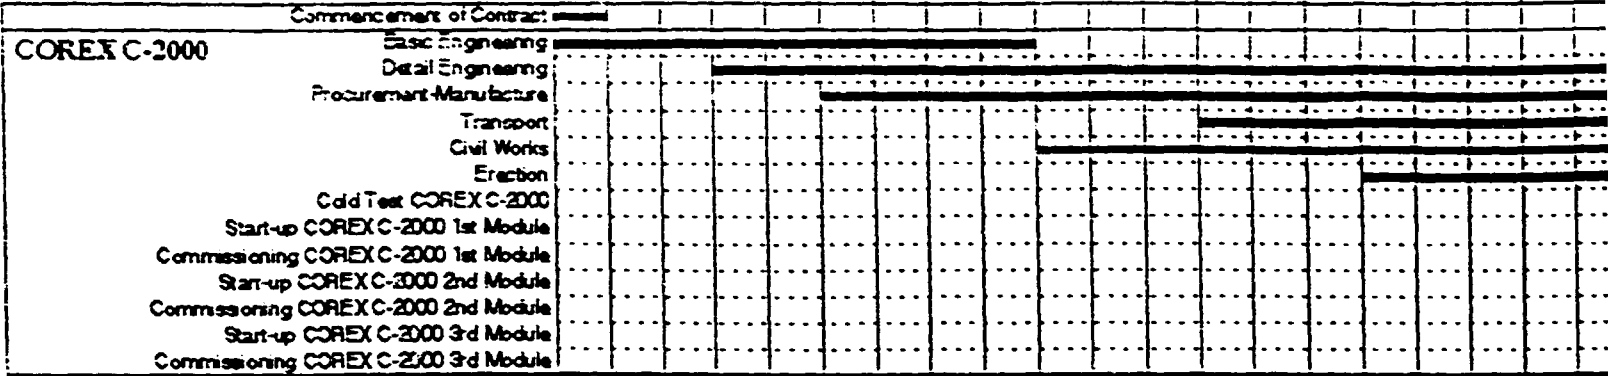 Commencement of Contract
COREX C-2000
Basic Engineering
Detail Engineering
Procurement-Manufacture
Transport
Civil Works
Erection
Cold Test COREX C-2000
Start-up COREX C-2000 1st Module
Commissioning COREX C-2000 1st Module
Start-up COREX C-2000 2nd Module
Commissioning COREX C-2000 2nd Module
Start-up COREX C-2000 3rd Module
Commissioning COREX C-2000 3rd Module